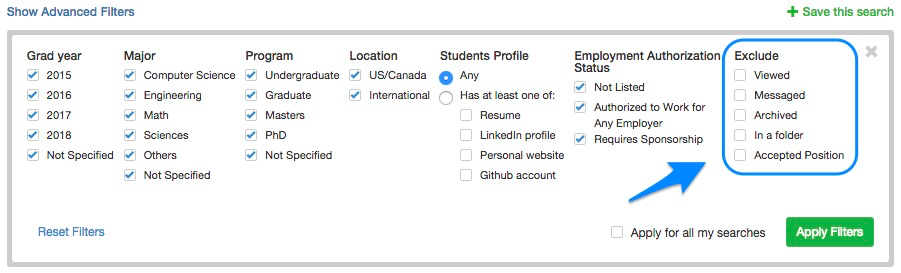 Show Advanced Filters
+ Save this search
Grad year
2015
2016
2017
2018
Not Specified
Major
Computer Science
Engineering
Math
Sciences
Others
Not Specified
Program
Undergraduate
Graduate
Masters
PhD
Not Specified
Location
US/Canada
International
Students Profile
Any
Has at least one of:
Resume
LinkedIn profile
Personal website
Github account
Employment Authorization
Status
Not Listed
Authorized to Work for
Any Employer
Requires Sponsorship
Exclude
Viewed
Messaged
Archived
In a folder
Accepted Position
Reset Filters
Apply for all my searches
Apply Filters